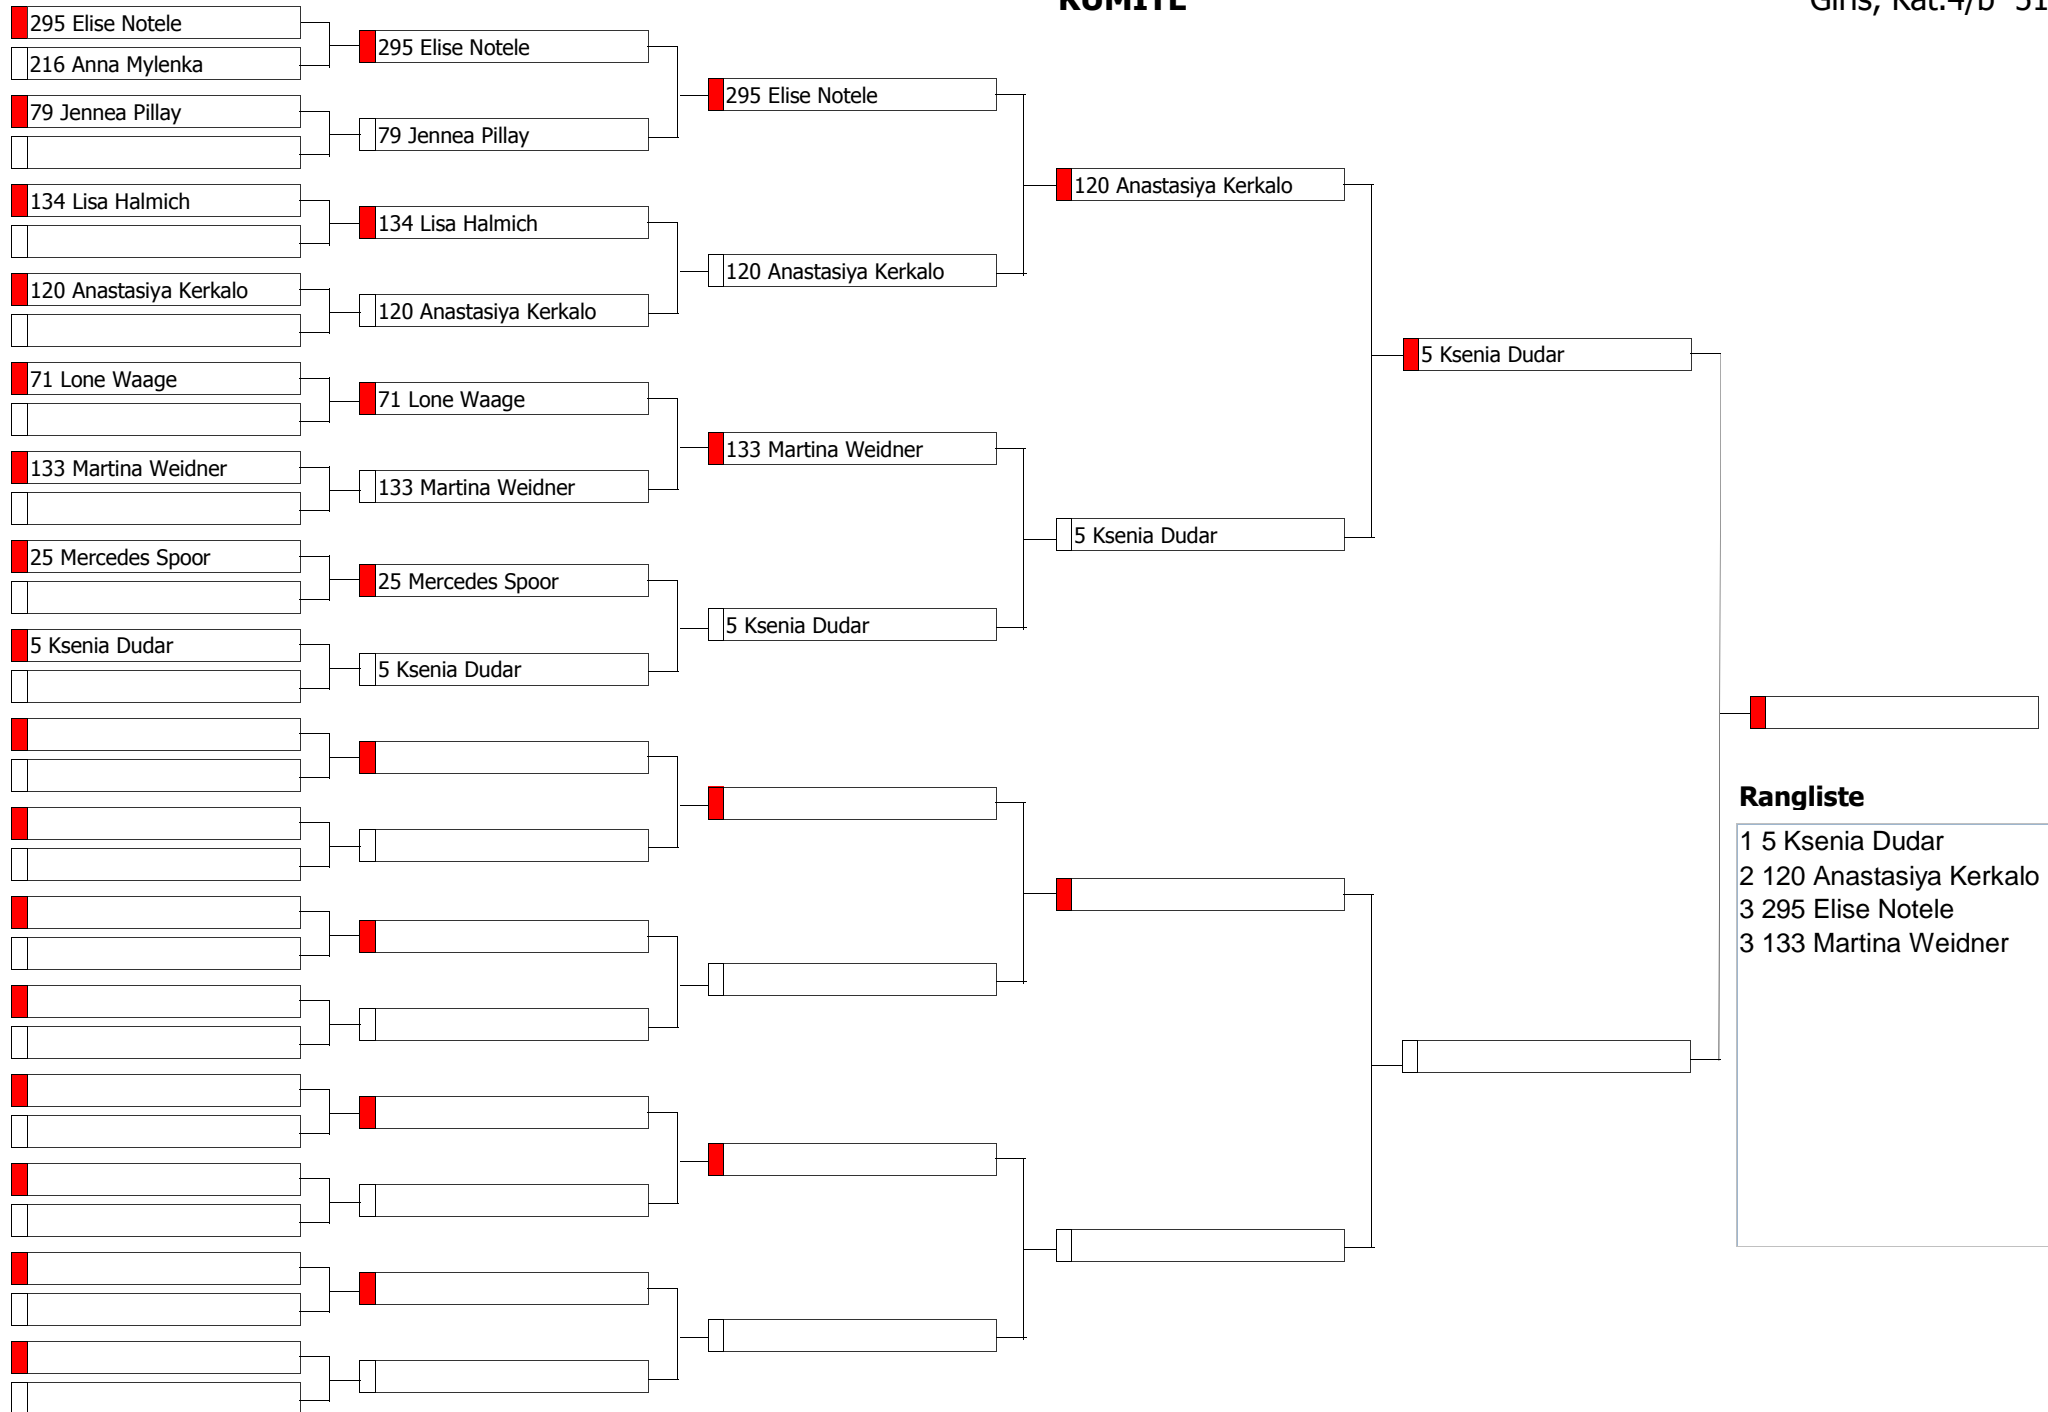 KUMITE
Girls, Kat.4/b
295 Elise Notele
216 Anna Mylenka
79 Jennea Pillay
134 Lisa Halmich
120 Anastasiya Kerkalo
71 Lone Waage
133 Martina Weidner
25 Mercedes Spoor
5 Ksenia Dudar
295 Elise Notele
79 Jennea Pillay
134 Lisa Halmich
120 Anastasiya Kerkalo
71 Lone Waage
133 Martina Weidner
25 Mercedes Spoor
5 Ksenia Dudar
295 Elise Notele
120 Anastasiya Kerkalo
133 Martina Weidner
5 Ksenia Dudar
120 Anastasiya Kerkalo
5 Ksenia Dudar
5 Ksenia Dudar
Rangliste
1 5 Ksenia Dudar
2 120 Anastasiya Kerkalo
3 295 Elise Notele
3 133 Martina Weidner